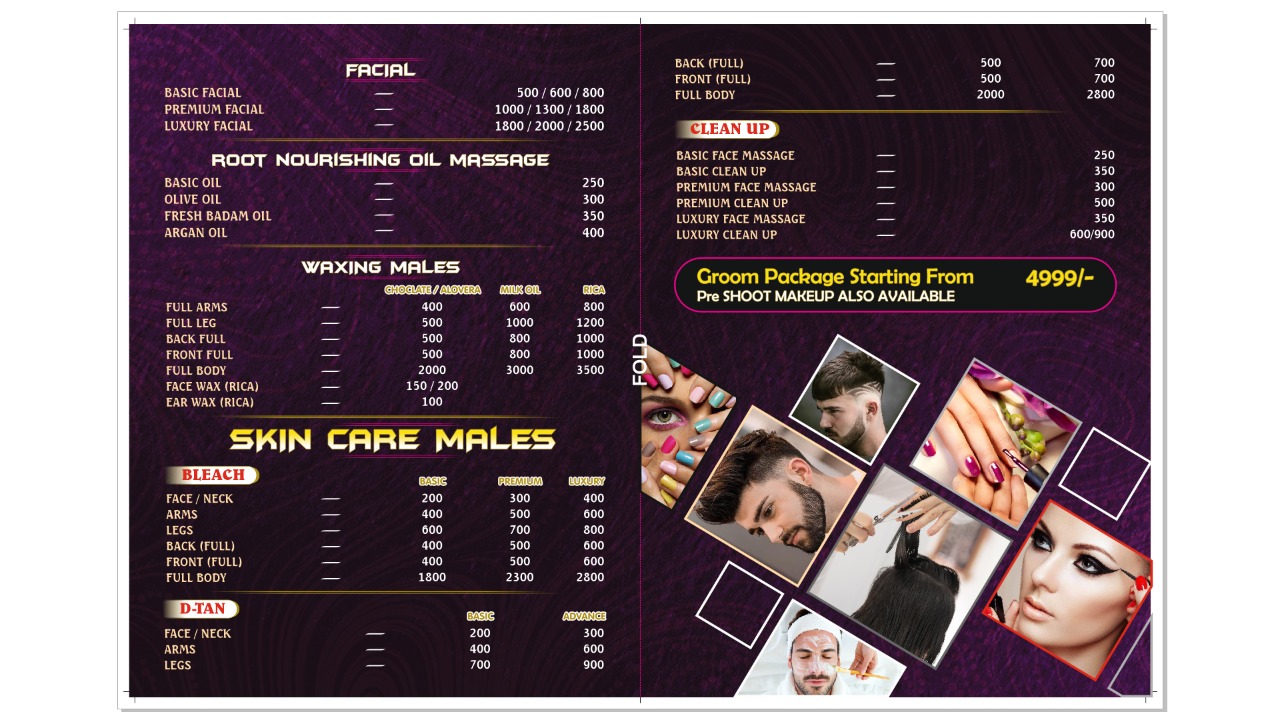 FACIAL
BASIC FACIAL — 500 / 600 / 800
PREMIUM FACIAL — 1000 / 1300 / 1800
LUXURY FACIAL — 1800 / 2000 / 2500
ROOT NOURISHING OIL MASSAGE
BASIC OIL — 250
OLIVE OIL — 300
FRESH BADAM OIL — 350
ARGAN OIL — 400
WAXING MALES
CHOCLATE / ALOVERA MILK OIL RICA
FULL ARMS — 400 600 800
FULL LEG — 500 1000 1200
BACK FULL — 500 800 1000
FRONT FULL — 500 800 1000
FULL BODY — 2000 3000 3500
FACE WAX (RICA) — 150 / 200
EAR WAX (RICA) — 100
SKIN CARE MALES
BLEACH
BASIC PREMIUM LUXURY
FACE / NECK — 200 300 400
ARMS — 400 500 600
LEGS — 600 700 800
BACK (FULL) — 400 500 600
FRONT (FULL) — 400 500 600
FULL BODY — 1800 2300 2800
D-TAN
BASIC ADVANCE
FACE / NECK — 200 300
ARMS — 400 600
LEGS — 700 900
FOLD
BACK (FULL) — 500 700
FRONT (FULL) — 500 700
FULL BODY — 2000 2800
CLEAN UP
BASIC FACE MASSAGE — 250
BASIC CLEAN UP — 350
PREMIUM FACE MASSAGE — 300
PREMIUM CLEAN UP — 500
LUXURY FACE MASSAGE — 350
LUXURY CLEAN UP — 600/900
Groom Package Starting From 4999/-
Pre SHOOT MAKEUP ALSO AVAILABLE